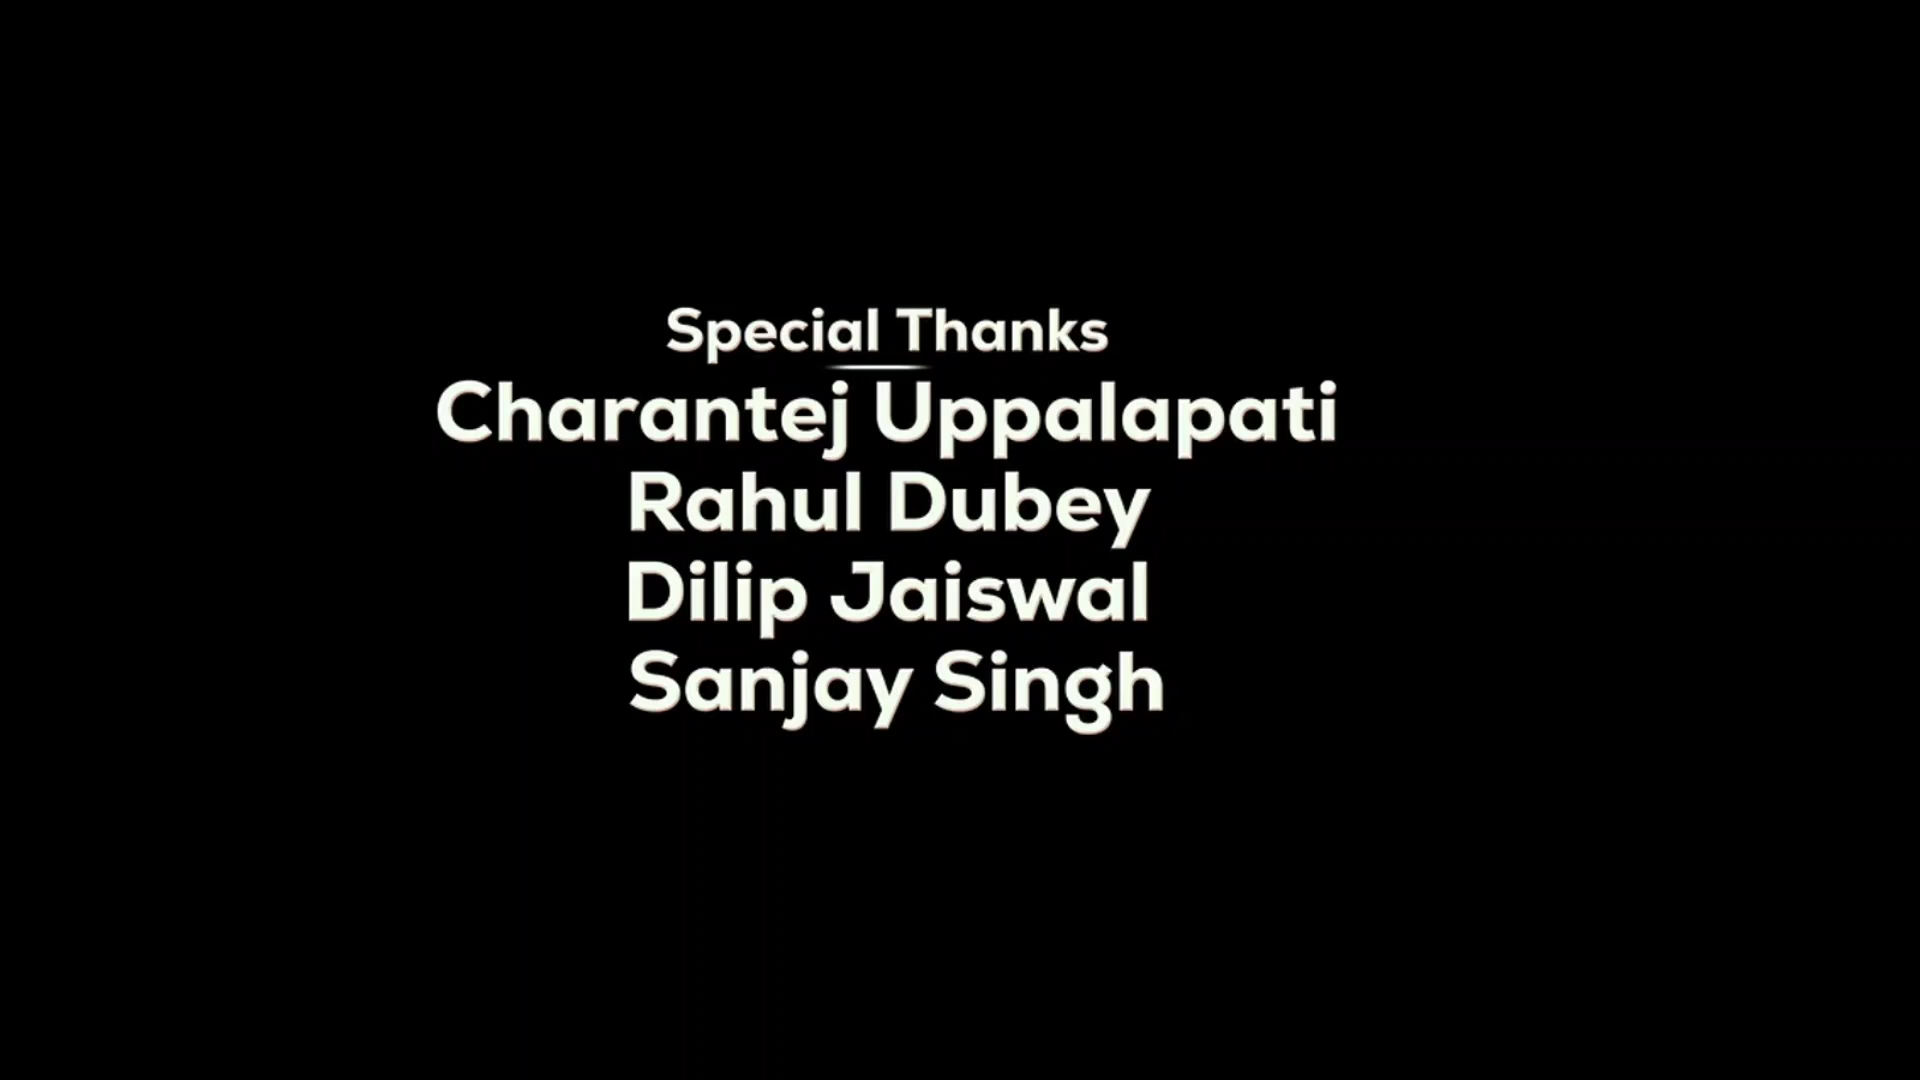 Special Thanks
Charantej Uppalapati
Rahul Dubey
Dilip Jaiswal
Sanjay Singh